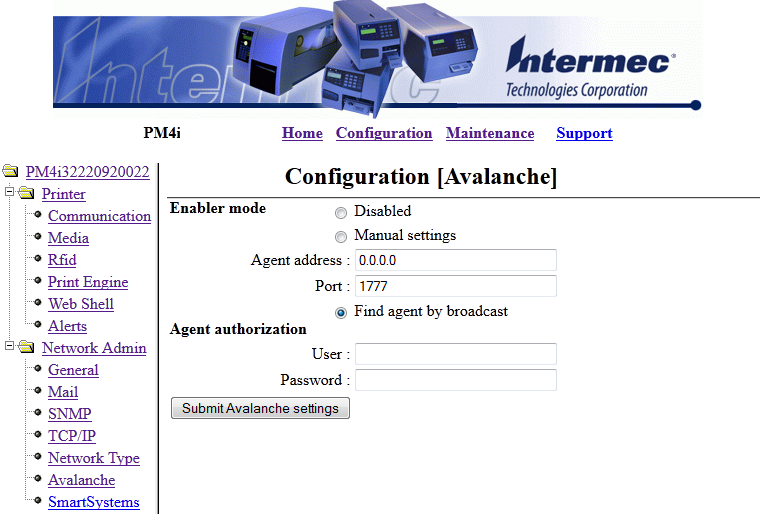 Intermec
Intermec®
Technologies Corporation
PM4i Home Configuration Maintenance Support
PM4i32220920022
Printer
Communication
Media
Rfid
Print Engine
Web Shell
Alerts
Network Admin
General
Mail
SNMP
TCP/IP
Network Type
Avalanche
SmartSystems
Configuration [Avalanche]
Enabler mode Disabled
Manual settings
Agent address : 0.0.0.0
Port : 1777
Find agent by broadcast
Agent authorization
User :
Password :
Submit Avalanche settings